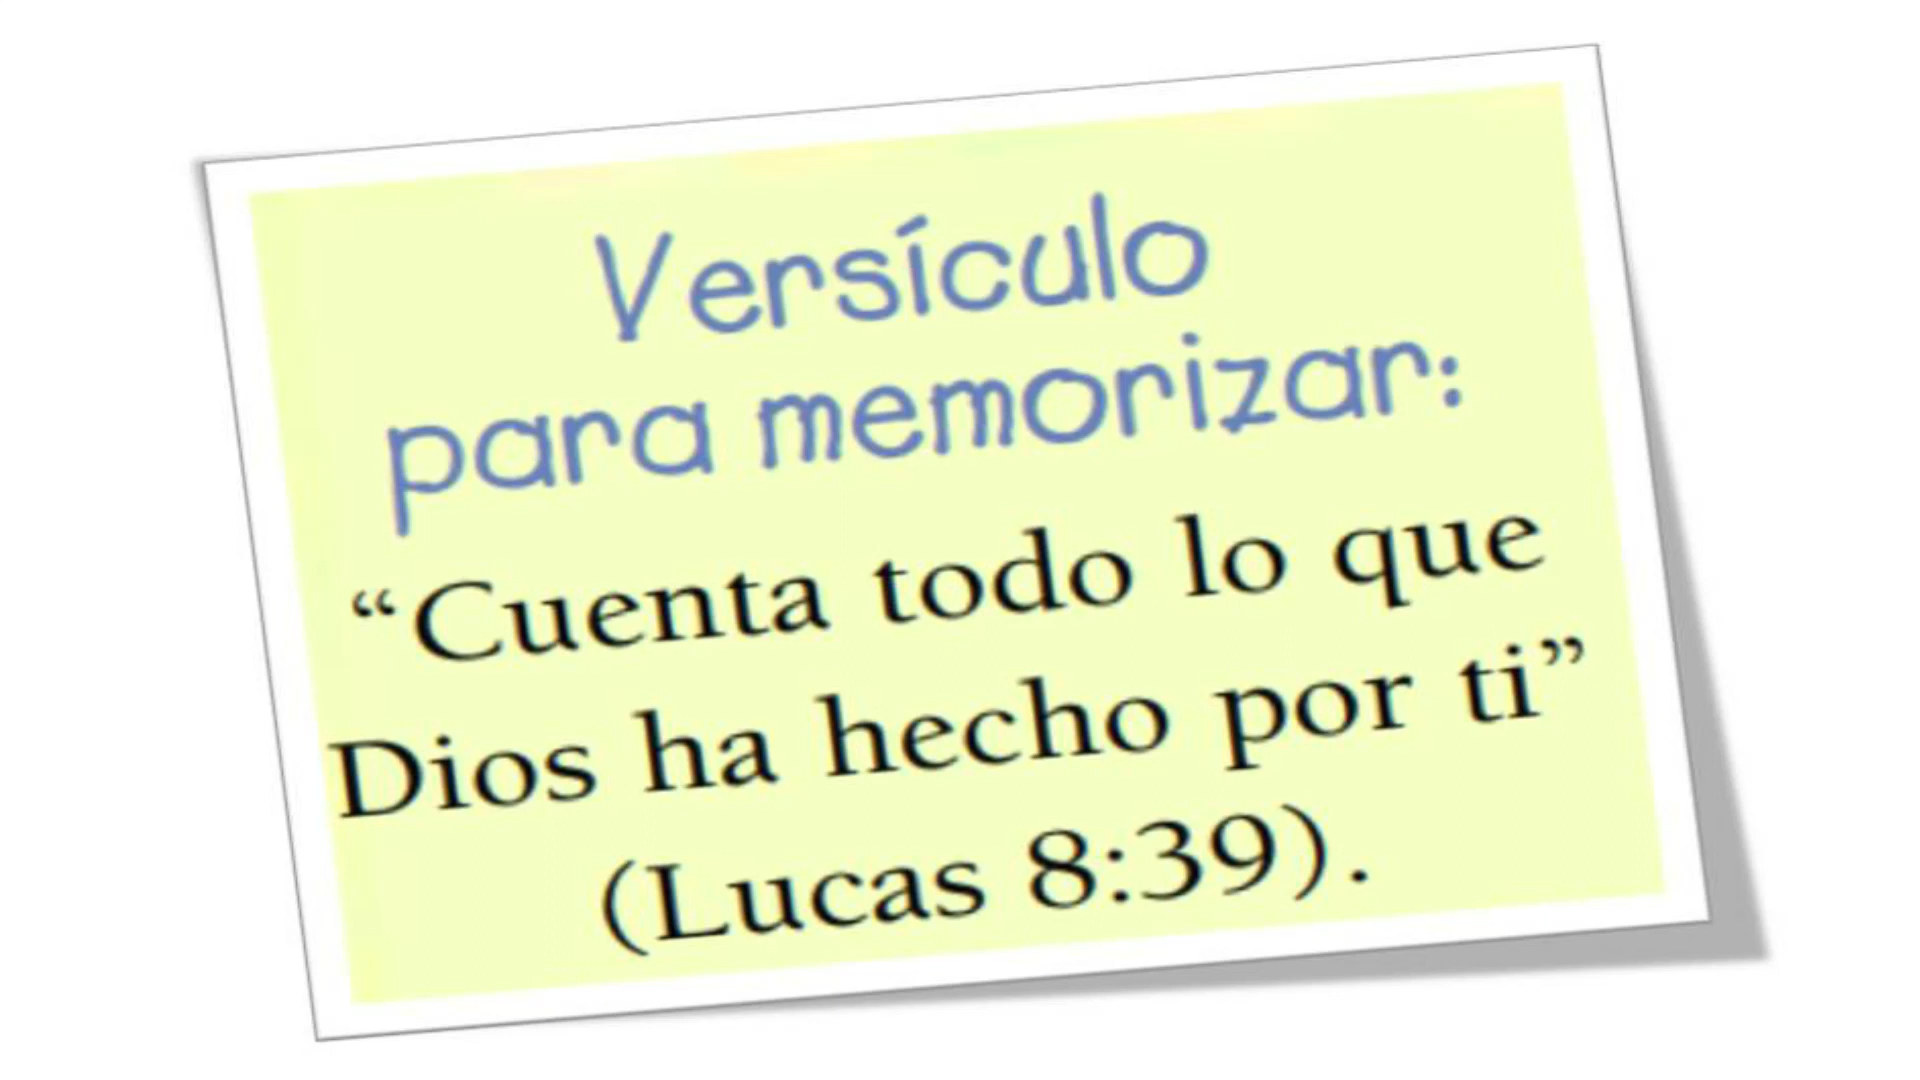 Versículo
para memorizar:
“Cuenta todo lo que
Dios ha hecho por ti”
(Lucas 8:39).